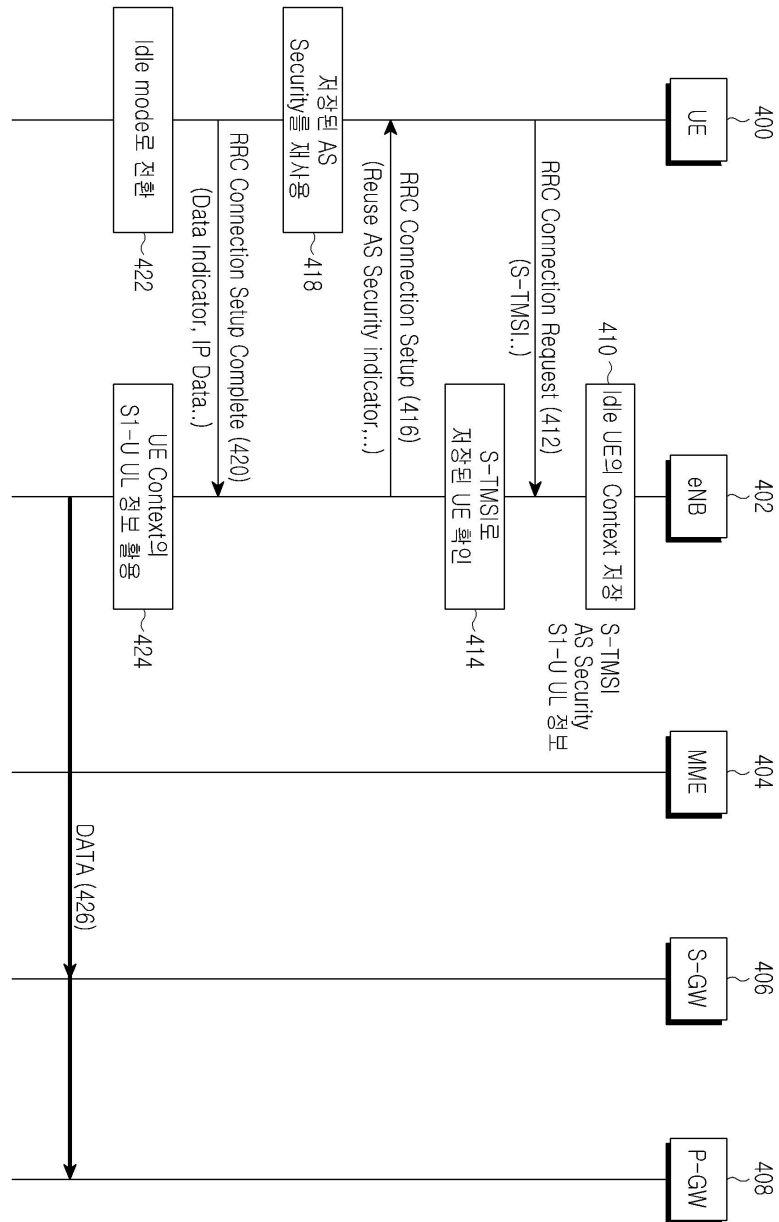 400
UE
402
eNB
404
MME
406
S-GW
408
P-GW
410
Idle UE의 Context 저장
S-TMSI
AS Security
S1-U UL 정보
RRC Connection Request (412)
(S-TMSI..)
S-TMSI로
저장된 UE 확인
414
RRC Connection Setup (416)
(Reuse AS Security indicator,...)
저장된 AS
Security를 재사용
418
RRC Connection Setup Complete (420)
(Data Indicator, IP Data..)
Idle mode로 전환
422
UE Context의
S1-U UL 정보 활용
424
DATA (426)